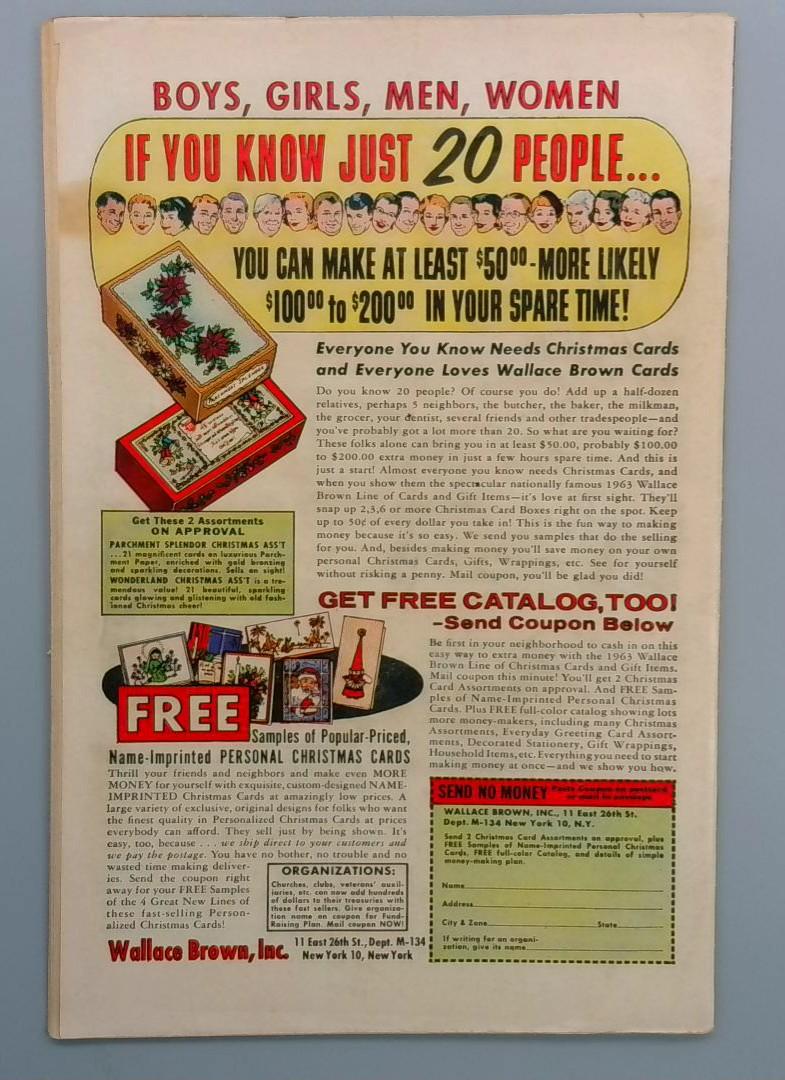 BOYS, GIRLS, MEN, WOMEN
IF YOU KNOW JUST 20 PEOPLE...
YOU CAN MAKE AT LEAST $50⁰⁰-MORE LIKELY
$100⁰⁰ to $200⁰⁰ IN YOUR SPARE TIME!
Everyone You Know Needs Christmas Cards
and Everyone Loves Wallace Brown Cards
Do you know 20 people? Of course you do! Add up a half-dozen
relatives, perhaps 5 neighbors, the butcher, the baker, the milkman,
the grocer, your dentist, several friends and other tradespeople—and
you've probably got a lot more than 20. So what are you waiting for?
These folks alone can bring you in at least $50.00, probably $100.00
to $200.00 extra money in just a few hours spare time. And this is
just a start! Almost everyone you know needs Christmas Cards, and
when you show them the spectacular nationally famous 1963 Wallace
Brown Line of Cards and Gift Items—it's love at first sight. They'll
snap up 2,3,6 or more Christmas Card Boxes right on the spot. Keep
up to 50¢ of every dollar you take in! This is the fun way to making
money because it's so easy. We send you samples that do the selling
for you. And, besides making money you'll save money on your own
personal Christmas Cards, Gifts, Wrappings, etc. See for yourself
without risking a penny. Mail coupon, you'll be glad you did!
PARCHMENT SPLENDOR
Get These 2 Assortments
ON APPROVAL
PARCHMENT SPLENDOR CHRISTMAS ASS'T
...21 magnificent cards on luxurious Parch-
ment Paper, enriched with gold bronzing
and sparkling decorations. Sells on sight!
WONDERLAND CHRISTMAS ASS'T is a tre-
mendous value! 21 beautiful, sparkling
cards glowing and glistening with old fash-
ioned Christmas cheer!
GET FREE CATALOG, TOO!
-Send Coupon Below
Be first in your neighborhood to cash in on this
easy way to extra money with the 1963 Wallace
Brown Line of Christmas Cards and Gift Items.
Mail coupon this minute! You'll get 2 Christmas
Card Assortments on approval. And FREE Sam-
ples of Name-Imprinted Personal Christmas
Cards. Plus FREE full-color catalog showing lots
more money-makers, including many Christmas
Assortments, Everyday Greeting Card Assort-
ments, Decorated Stationery, Gift Wrappings,
Household Items, etc. Everything you need to start
making money at once—and we show you how.
FREE
Samples of Popular-Priced,
Name-Imprinted PERSONAL CHRISTMAS CARDS
Thrill your friends and neighbors and make even MORE
MONEY for yourself with exquisite, custom-designed NAME-
IMPRINTED Christmas Cards at amazingly low prices. A
large variety of exclusive, original designs for folks who want
the finest quality in Personalized Christmas Cards at prices
everybody can afford. They sell just by being shown. It's
easy, too, because ... we ship direct to your customers and
we pay the postage. You have no bother, no trouble and no
wasted time making deliver-
ies. Send the coupon right
away for your FREE Samples
of the 4 Great New Lines of
these fast-selling Person-
alized Christmas Cards!
ORGANIZATIONS:
Churches, clubs, veterans' auxil-
iaries, etc. can now add hundreds
of dollars to their treasuries with
these fast sellers. Give organiza-
tion name on coupon for Fund-
Raising Plan. Mail coupon NOW!
Wallace Brown, Inc. 11 East 26th St., Dept. M-134
New York 10, New York
SEND NO MONEY Paste Coupon on postcard
or mail in envelope
WALLACE BROWN, INC., 11 East 26th St.
Dept. M-134 New York 10, N.Y.
Send 2 Christmas Card Assortments on approval, plus
FREE Samples of Name-Imprinted Personal Christmas
Cards, FREE full-color Catalog, and details of simple
money-making plan.
Name
Address
City & Zone State
If writing for an organi-
zation, give its name